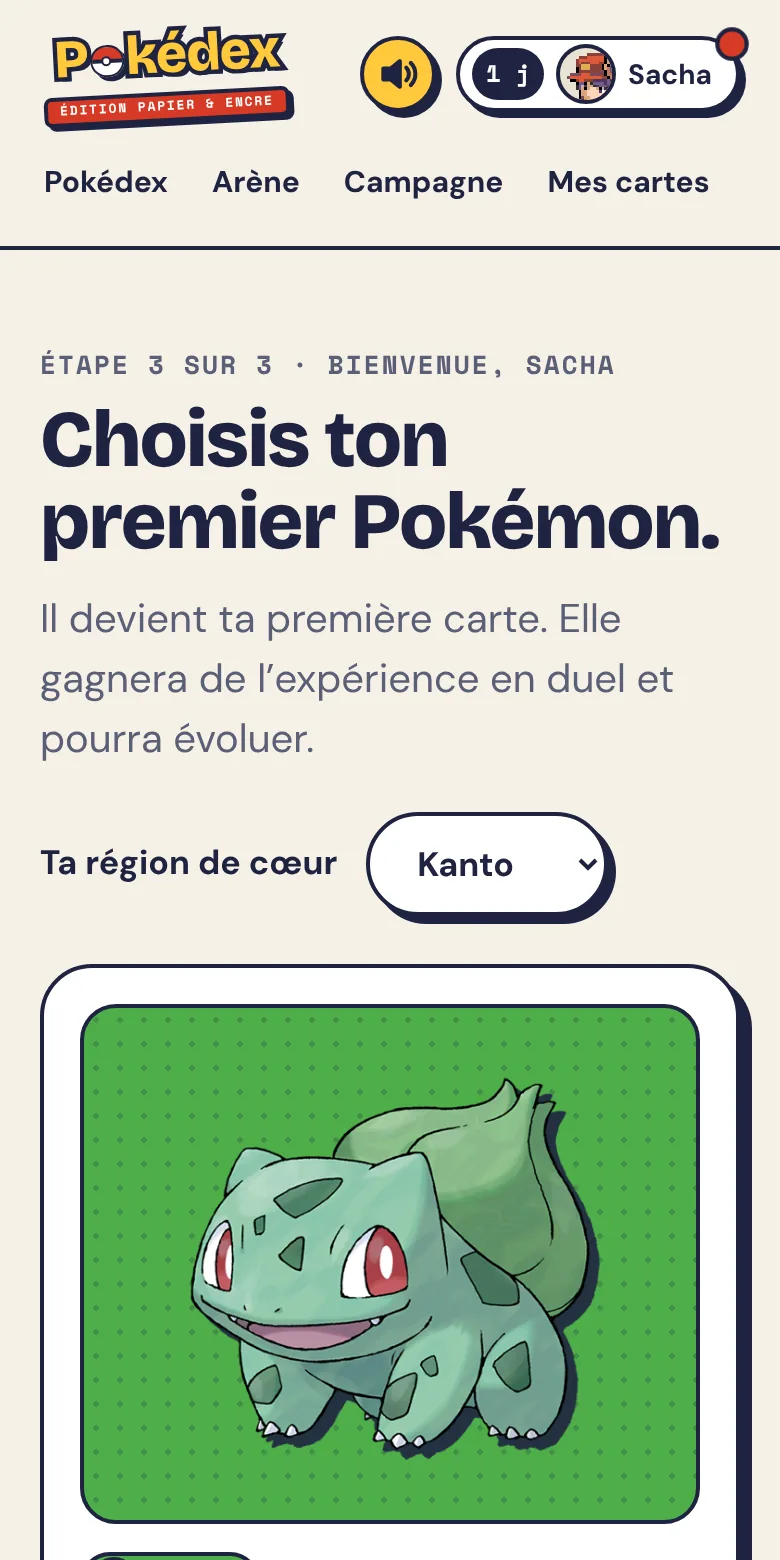 Pokédex
ÉDITION PAPIER & ENCRE
1 j
Sacha
Pokédex Arène Campagne Mes cartes
ÉTAPE 3 SUR 3 · BIENVENUE, SACHA
Choisis ton
premier Pokémon.
Il devient ta première carte. Elle
gagnera de l’expérience en duel et
pourra évoluer.
Ta région de cœur
Kanto